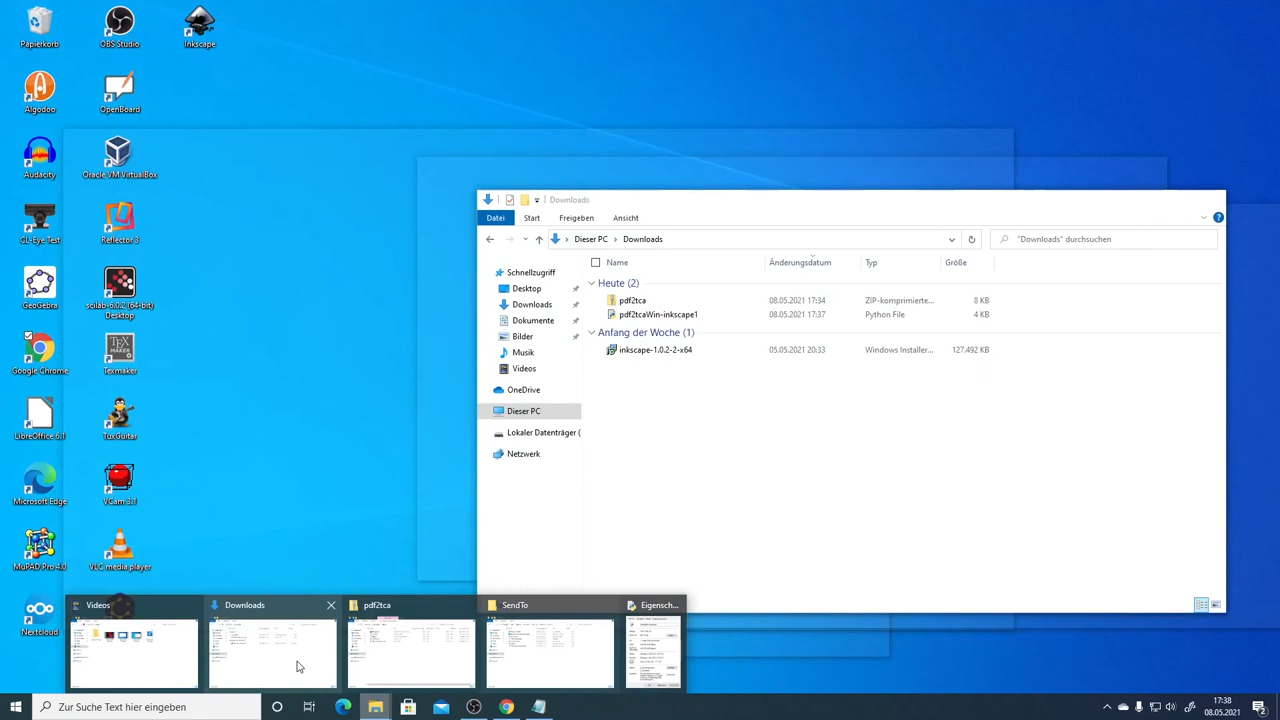 Papierkorb
OBS Studio
Inkscape
Algodoo
OpenBoard
Audacity
Oracle VM VirtualBox
CL-Eye Test
Reflector 3
GeoGebra
scilab-6.0.2 (64-bit)
Desktop
Google Chrome
Texmaker
LibreOffice 6.1
TuxGuitar
Microsoft Edge
VCam 3.1
MuPAD Pro 4.0
VLC media player
Nextcloud
Downloads
Datei
Start
Freigeben
Ansicht
Dieser PC
Downloads
"Downloads" durchsuchen
Schnellzugriff
Desktop
Downloads
Dokumente
Bilder
Musik
Videos
OneDrive
Dieser PC
Lokaler Datenträger (
Netzwerk
Name Änderungsdatum Typ Größe
Heute (2)
pdf2tca 08.05.2021 17:34 ZIP-komprimierte... 8 KB
pdf2tcaWin-inkscape1 08.05.2021 17:37 Python File 4 KB
Anfang der Woche (1)
inkscape-1.0.2-2-x64 05.05.2021 20:33 Windows Installer... 127.492 KB
Videos
Downloads
pdf2tca
SendTo
Eigensch...
Zur Suche Text hier eingeben
17:38
08.05.2021
2